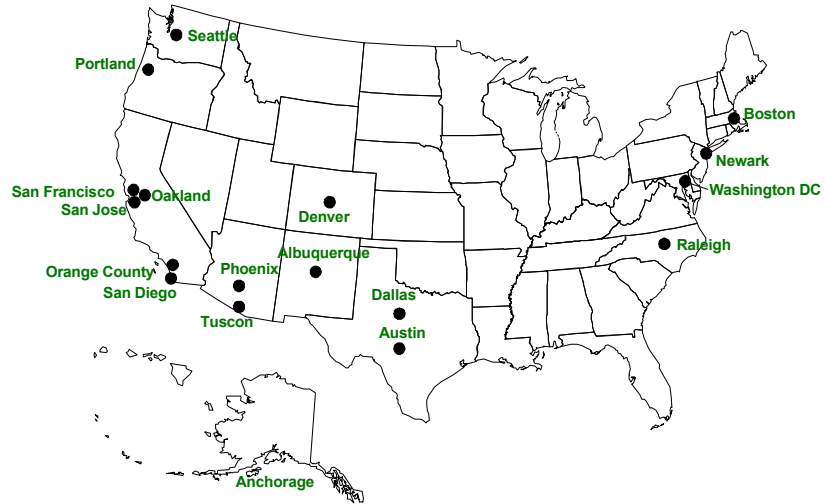 Seattle
Portland
Boston
Newark
Washington DC
San Francisco
Oakland
San Jose
Denver
Raleigh
Albuquerque
Orange County
Phoenix
San Diego
Dallas
Tuscon
Austin
Anchorage